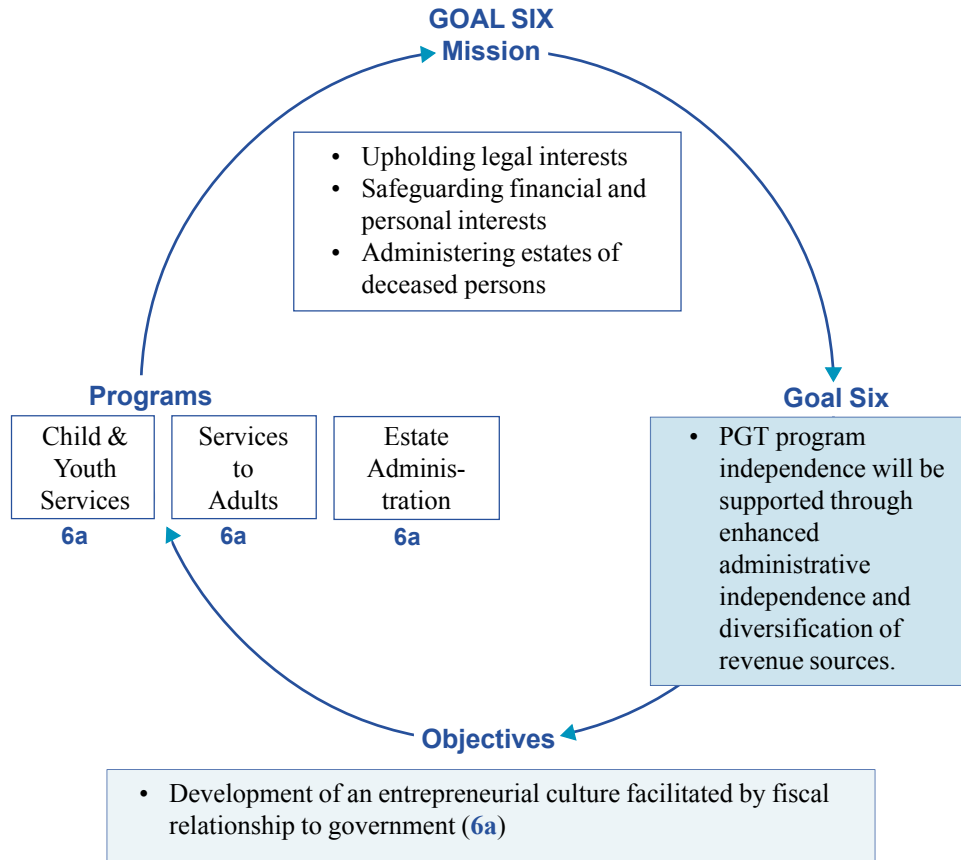 GOAL SIX
Mission
• Upholding legal interests
• Safeguarding financial and
personal interests
• Administering estates of
deceased persons
Programs
Child &
Youth
Services
6a
Services
to
Adults
6a
Estate
Adminis-
tration
6a
Goal Six
• PGT program
independence will be
supported through
enhanced
administrative
independence and
diversification of
revenue sources.
Objectives
• Development of an entrepreneurial culture facilitated by fiscal
relationship to government (6a)